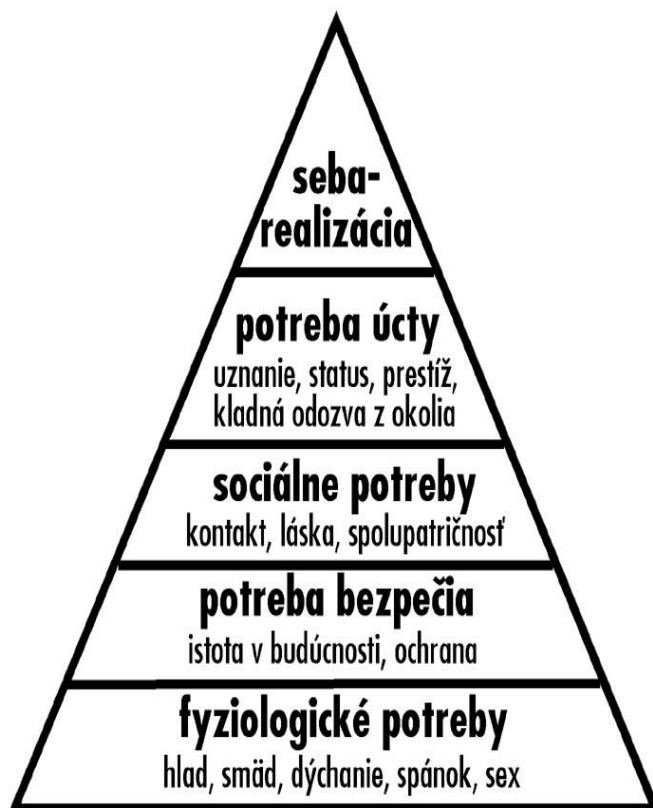 seba-
realizácia
potreba úcty
uznanie, status, prestíž,
kladná odozva z okolia
sociálne potreby
kontakt, láska, spolupatričnosť
potreba bezpečia
istota v budúcnosti, ochrana
fyziologické potreby
hlad, smäd, dýchanie, spánok, sex